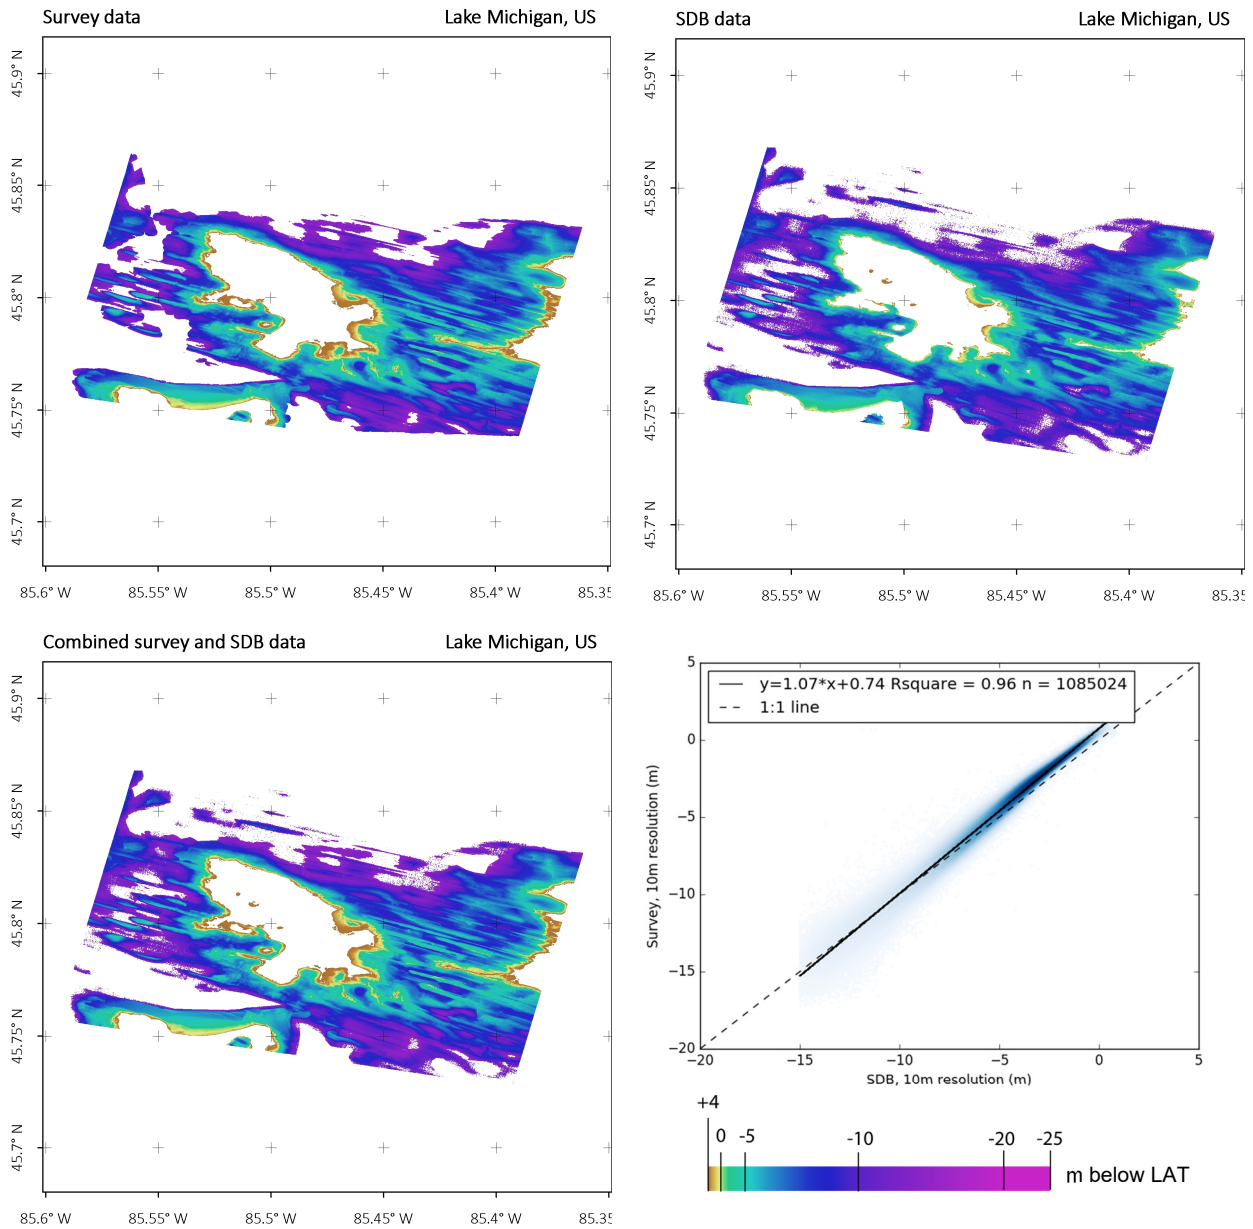 Survey data Lake Michigan, US
45.9° N
45.85° N
45.8° N
45.75° N
45.7° N
85.6° W 85.55° W 85.5° W 85.45° W 85.4° W 85.35
SDB data Lake Michigan, US
45.9° N
45.85° N
45.8° N
45.75° N
45.7° N
85.6° W 85.55° W 85.5° W 85.45° W 85.4° W 85.35
Combined survey and SDB data Lake Michigan, US
45.9° N
45.85° N
45.8° N
45.75° N
45.7° N
85.6° W 85.55° W 85.5° W 85.45° W 85.4° W 85.35
y=1.07*x+0.74 Rsquare = 0.96 n = 1085024
1:1 line
Survey, 10m resolution (m)
5
0
−5
−10
−15
−20
−20 −15 −10 −5 0 5
SDB, 10m resolution (m)
+4
0 -5 -10 -20 -25
m below LAT